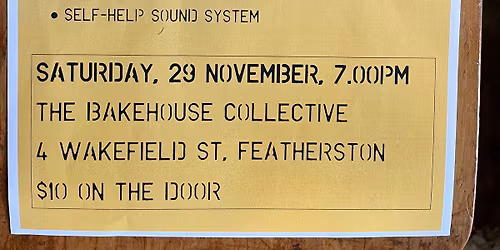 • SELF-HELP SOUND SYSTEM
SATURDAY, 29 NOVEMBER, 7.00PM
THE BAKEHOUSE COLLECTIVE
4 WAKEFIELD ST, FEATHERSTON
$10 ON THE DOOR